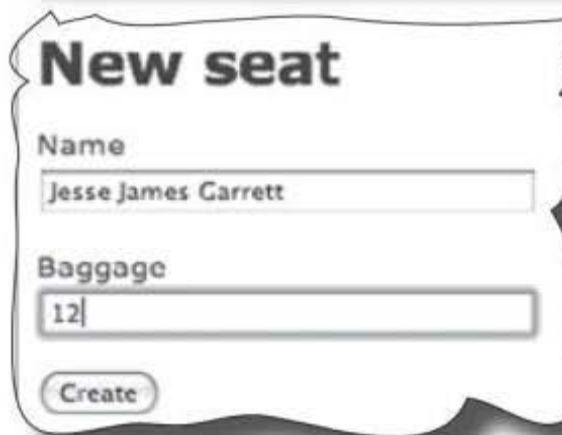 New seat
Name
Jesse James Garrett
Baggage
12
Create